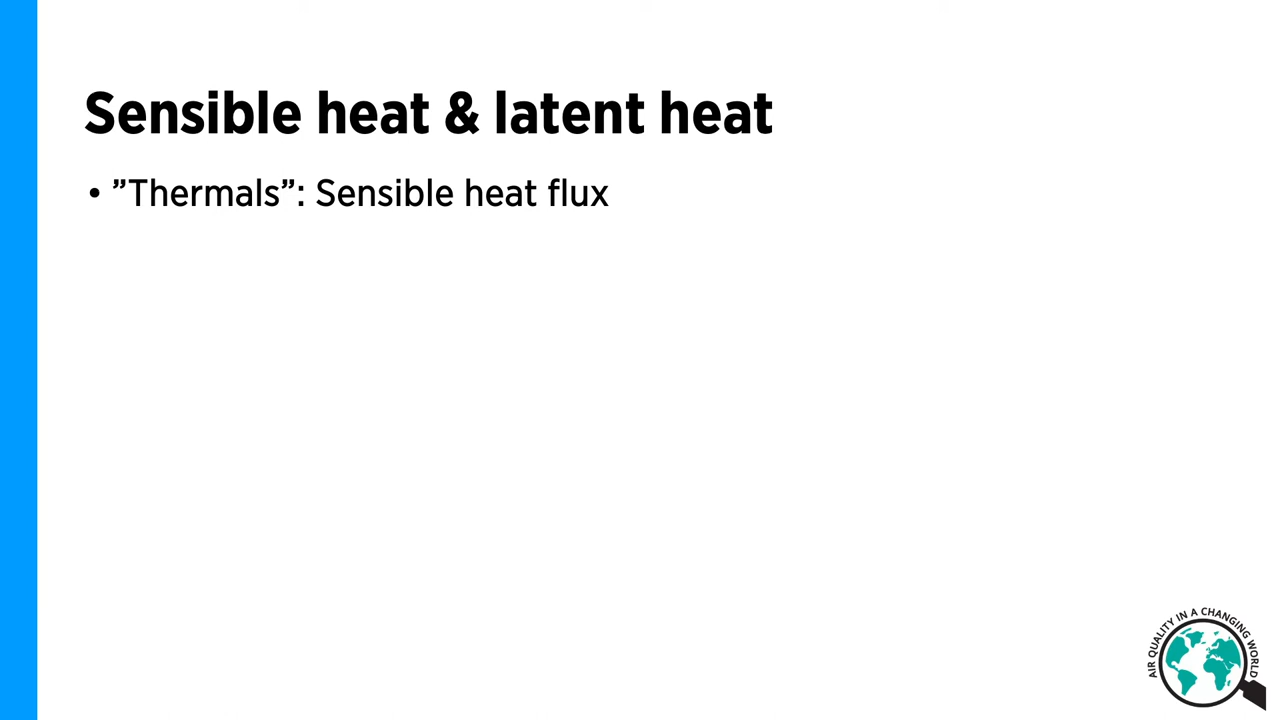 Sensible heat & latent heat
• ”Thermals”: Sensible heat flux
AIR QUALITY IN A CHANGING WORLD